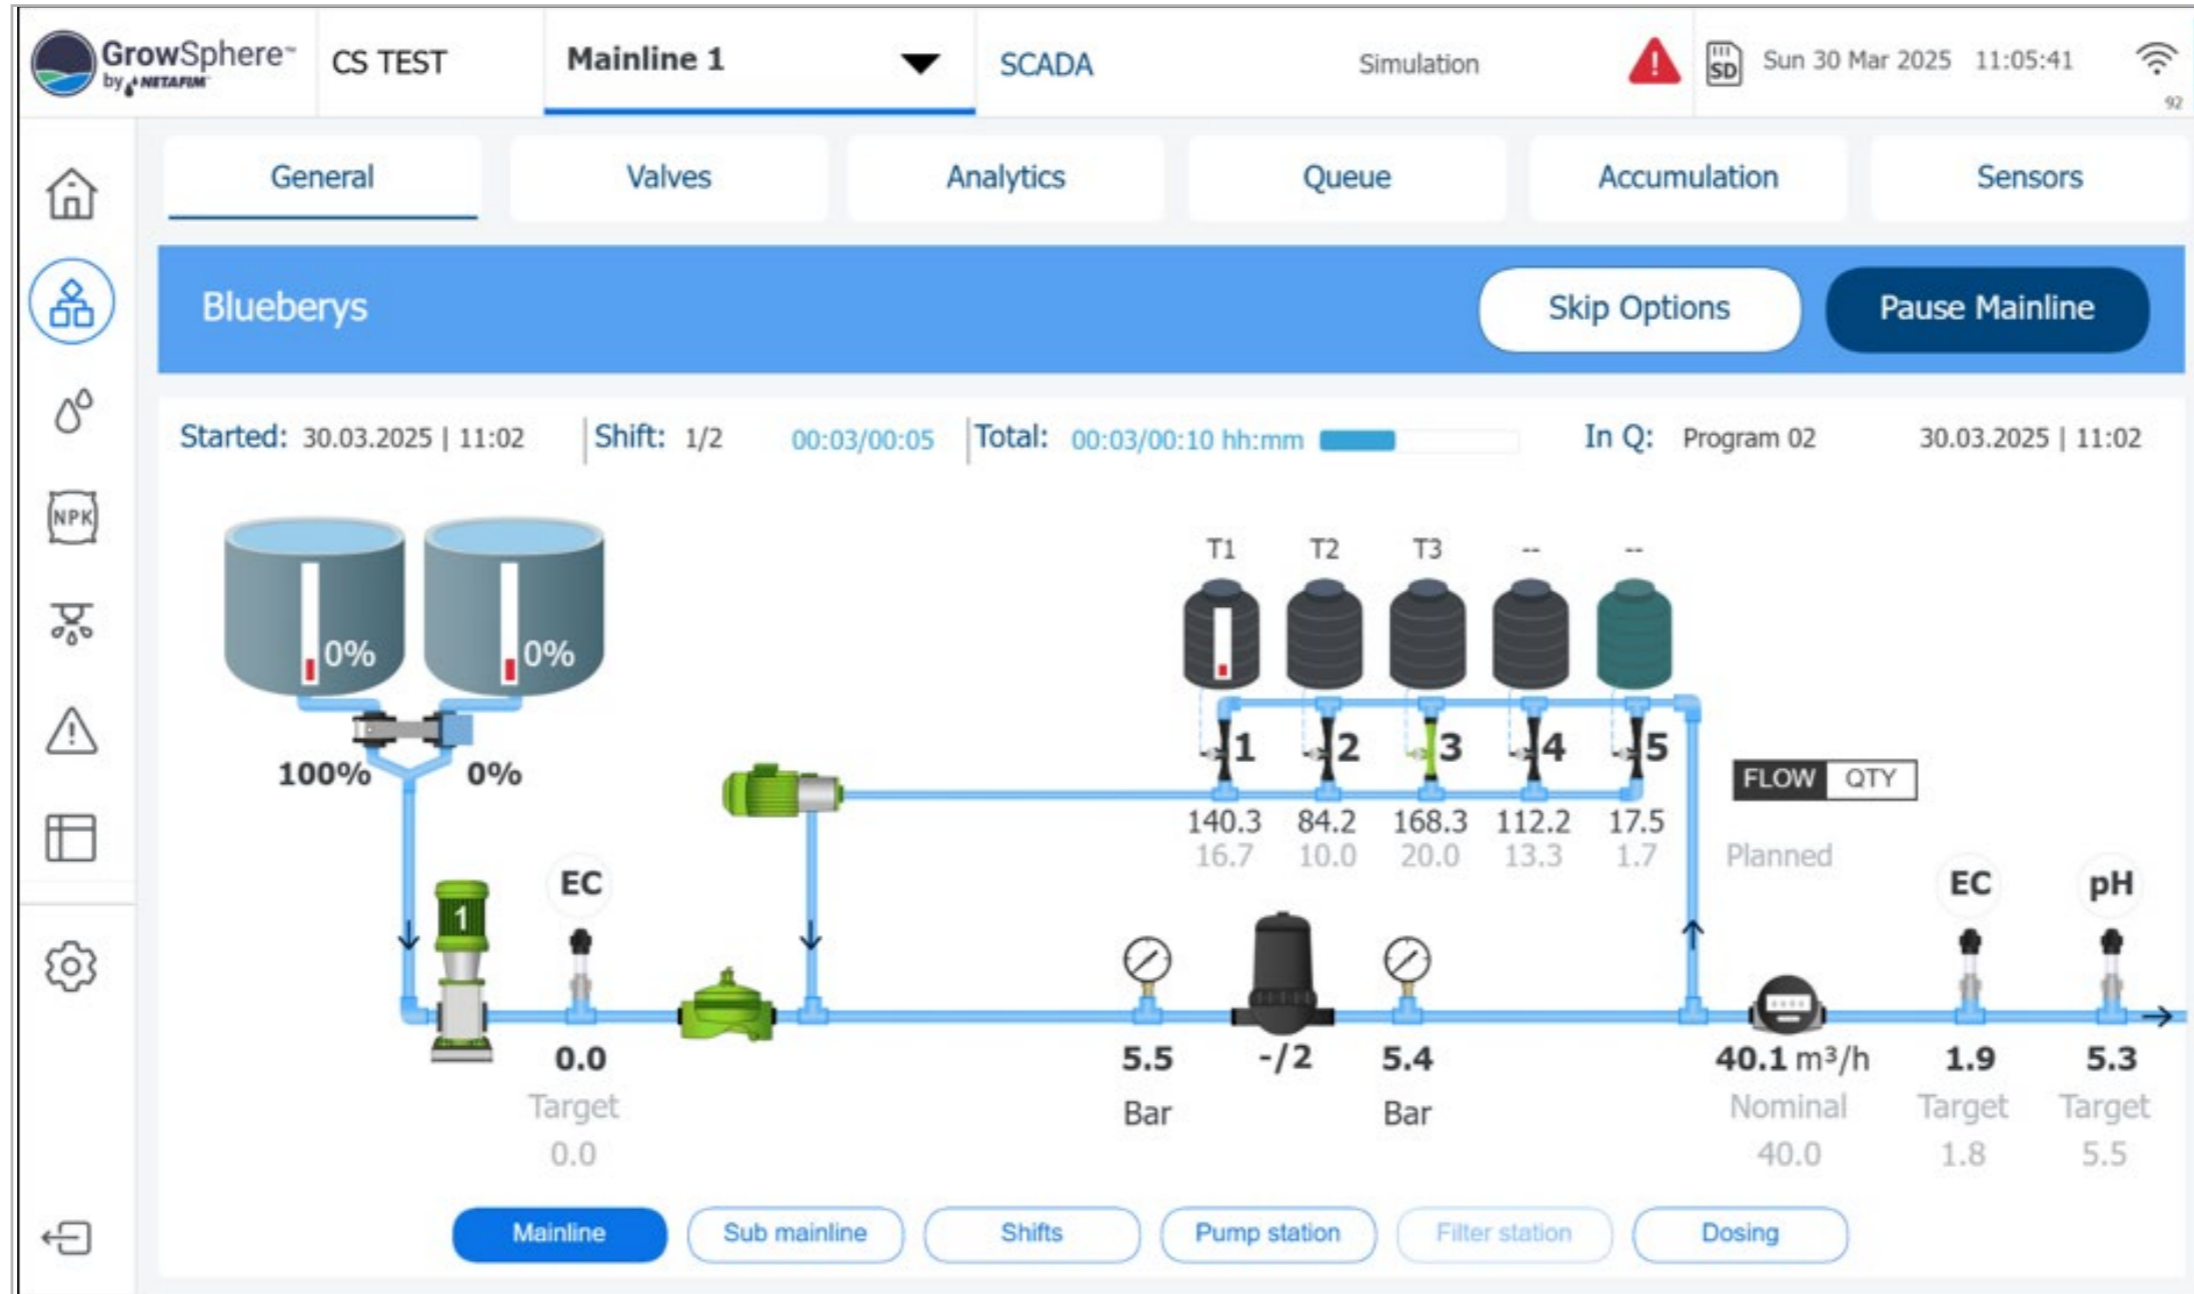 GrowSphere™
by NETAFIM™
CS TEST
Mainline 1
SCADA
Simulation
SD
Sun 30 Mar 2025 11:05:41
92
General
Valves
Analytics
Queue
Accumulation
Sensors
Blueberys
Skip Options
Pause Mainline
NPK
Started: 30.03.2025 | 11:02
Shift: 1/2 00:03/00:05
Total: 00:03/00:10 hh:mm
In Q: Program 02 30.03.2025 | 11:02
0% 0%
100% 0%
T1 T2 T3 -- --
1 2 3 4 5
140.3 84.2 168.3 112.2 17.5
16.7 10.0 20.0 13.3 1.7 Planned
FLOW QTY
1
EC
0.0
Target
0.0
5.5
Bar
-/2
5.4
Bar
40.1 m³/h
Nominal
40.0
EC
1.9
Target
1.8
pH
5.3
Target
5.5
Mainline
Sub mainline
Shifts
Pump station
Filter station
Dosing